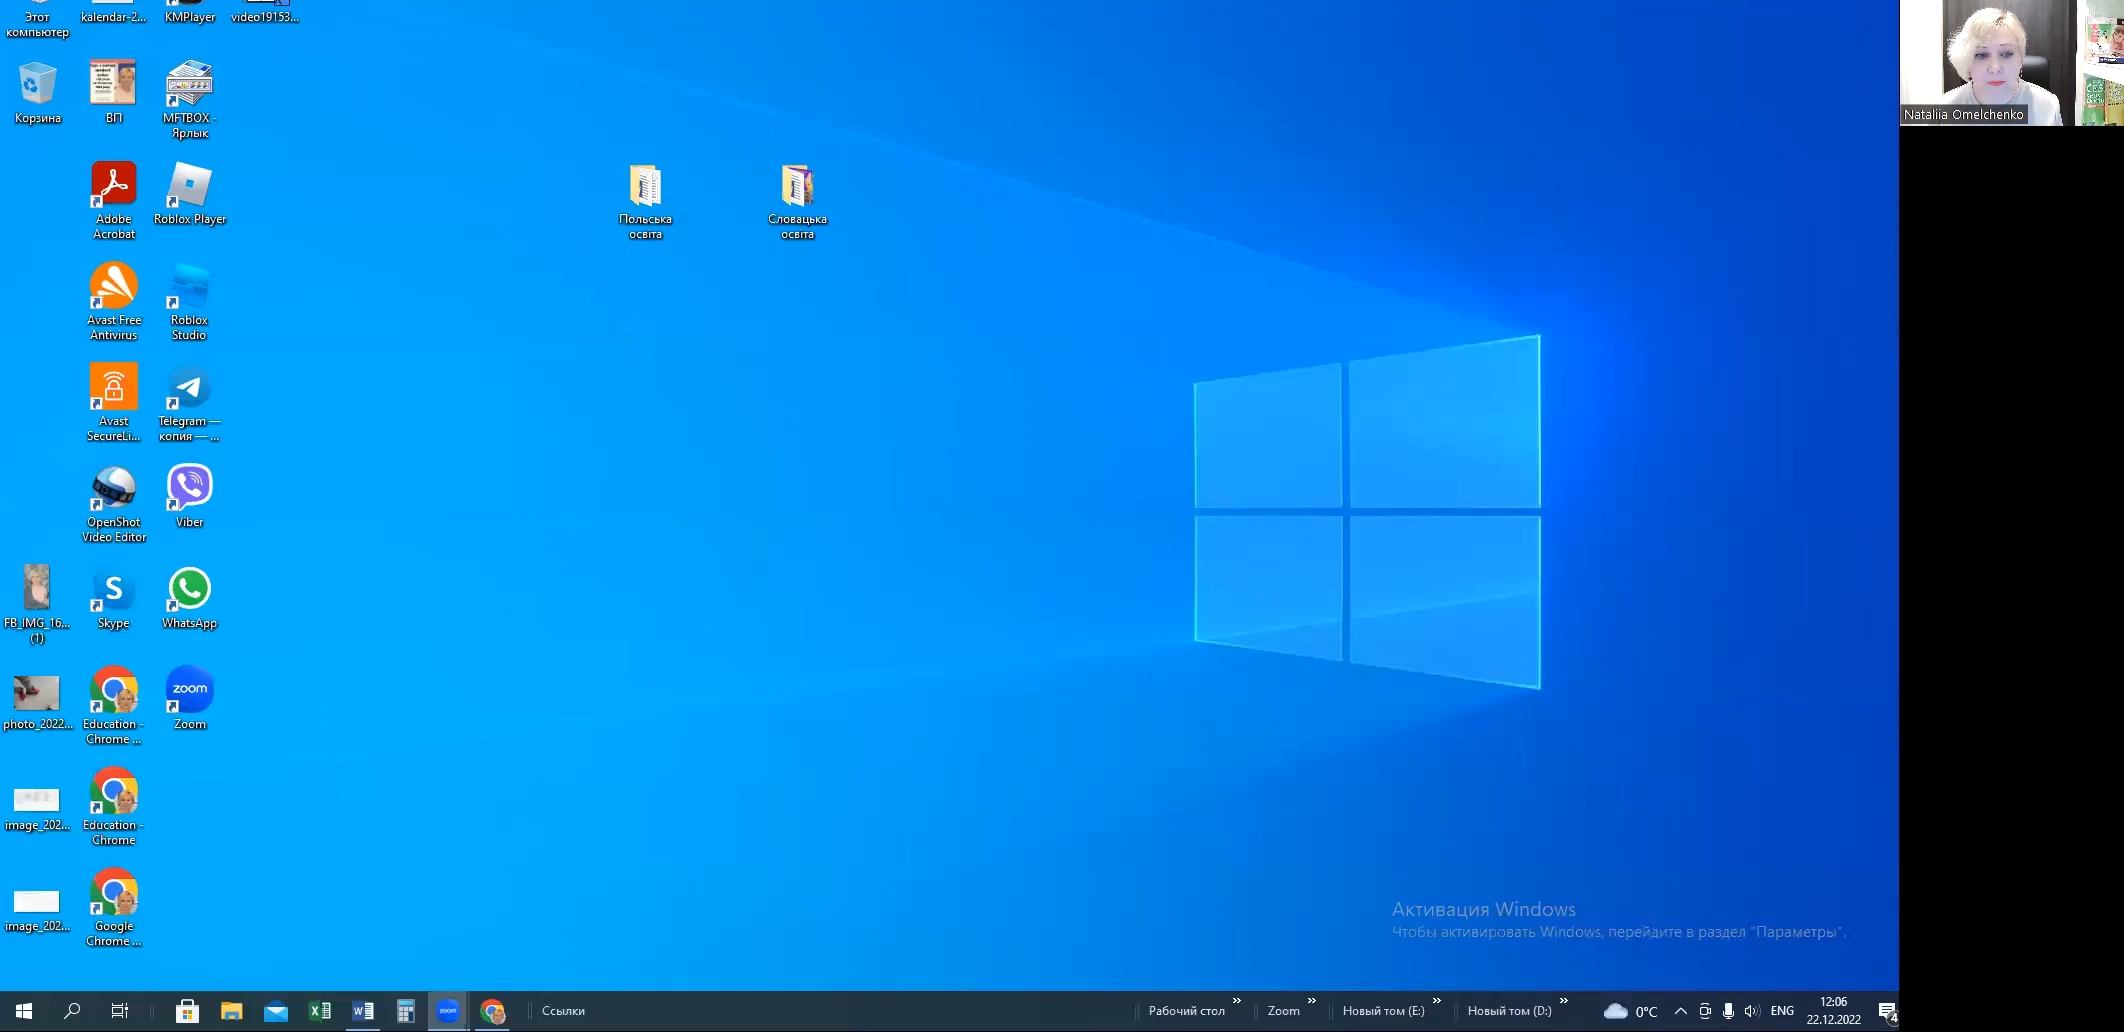 Этот
компьютер
kalendar-2...
KMPlayer
video19153...
Корзина
ВП
MFTBOX -
Ярлык
Adobe
Acrobat
Roblox Player
Польська
освіта
Словацька
освіта
Avast Free
Antivirus
Roblox
Studio
Avast
SecureLi...
Telegram —
копия — ...
OpenShot
Video Editor
Viber
FB_IMG_16...
(1)
Skype
WhatsApp
photo_2022...
Education -
Chrome ...
zoom
Zoom
image_202...
Education -
Chrome
image_202...
Google
Chrome ...
Активация Windows
Чтобы активировать Windows, перейдите в раздел "Параметры".
Ссылки
Рабочий стол
Zoom
Новый том (E:)
Новый том (D:)
0°C
ENG
12:06
22.12.2022
4
Nataliia Omelchenko